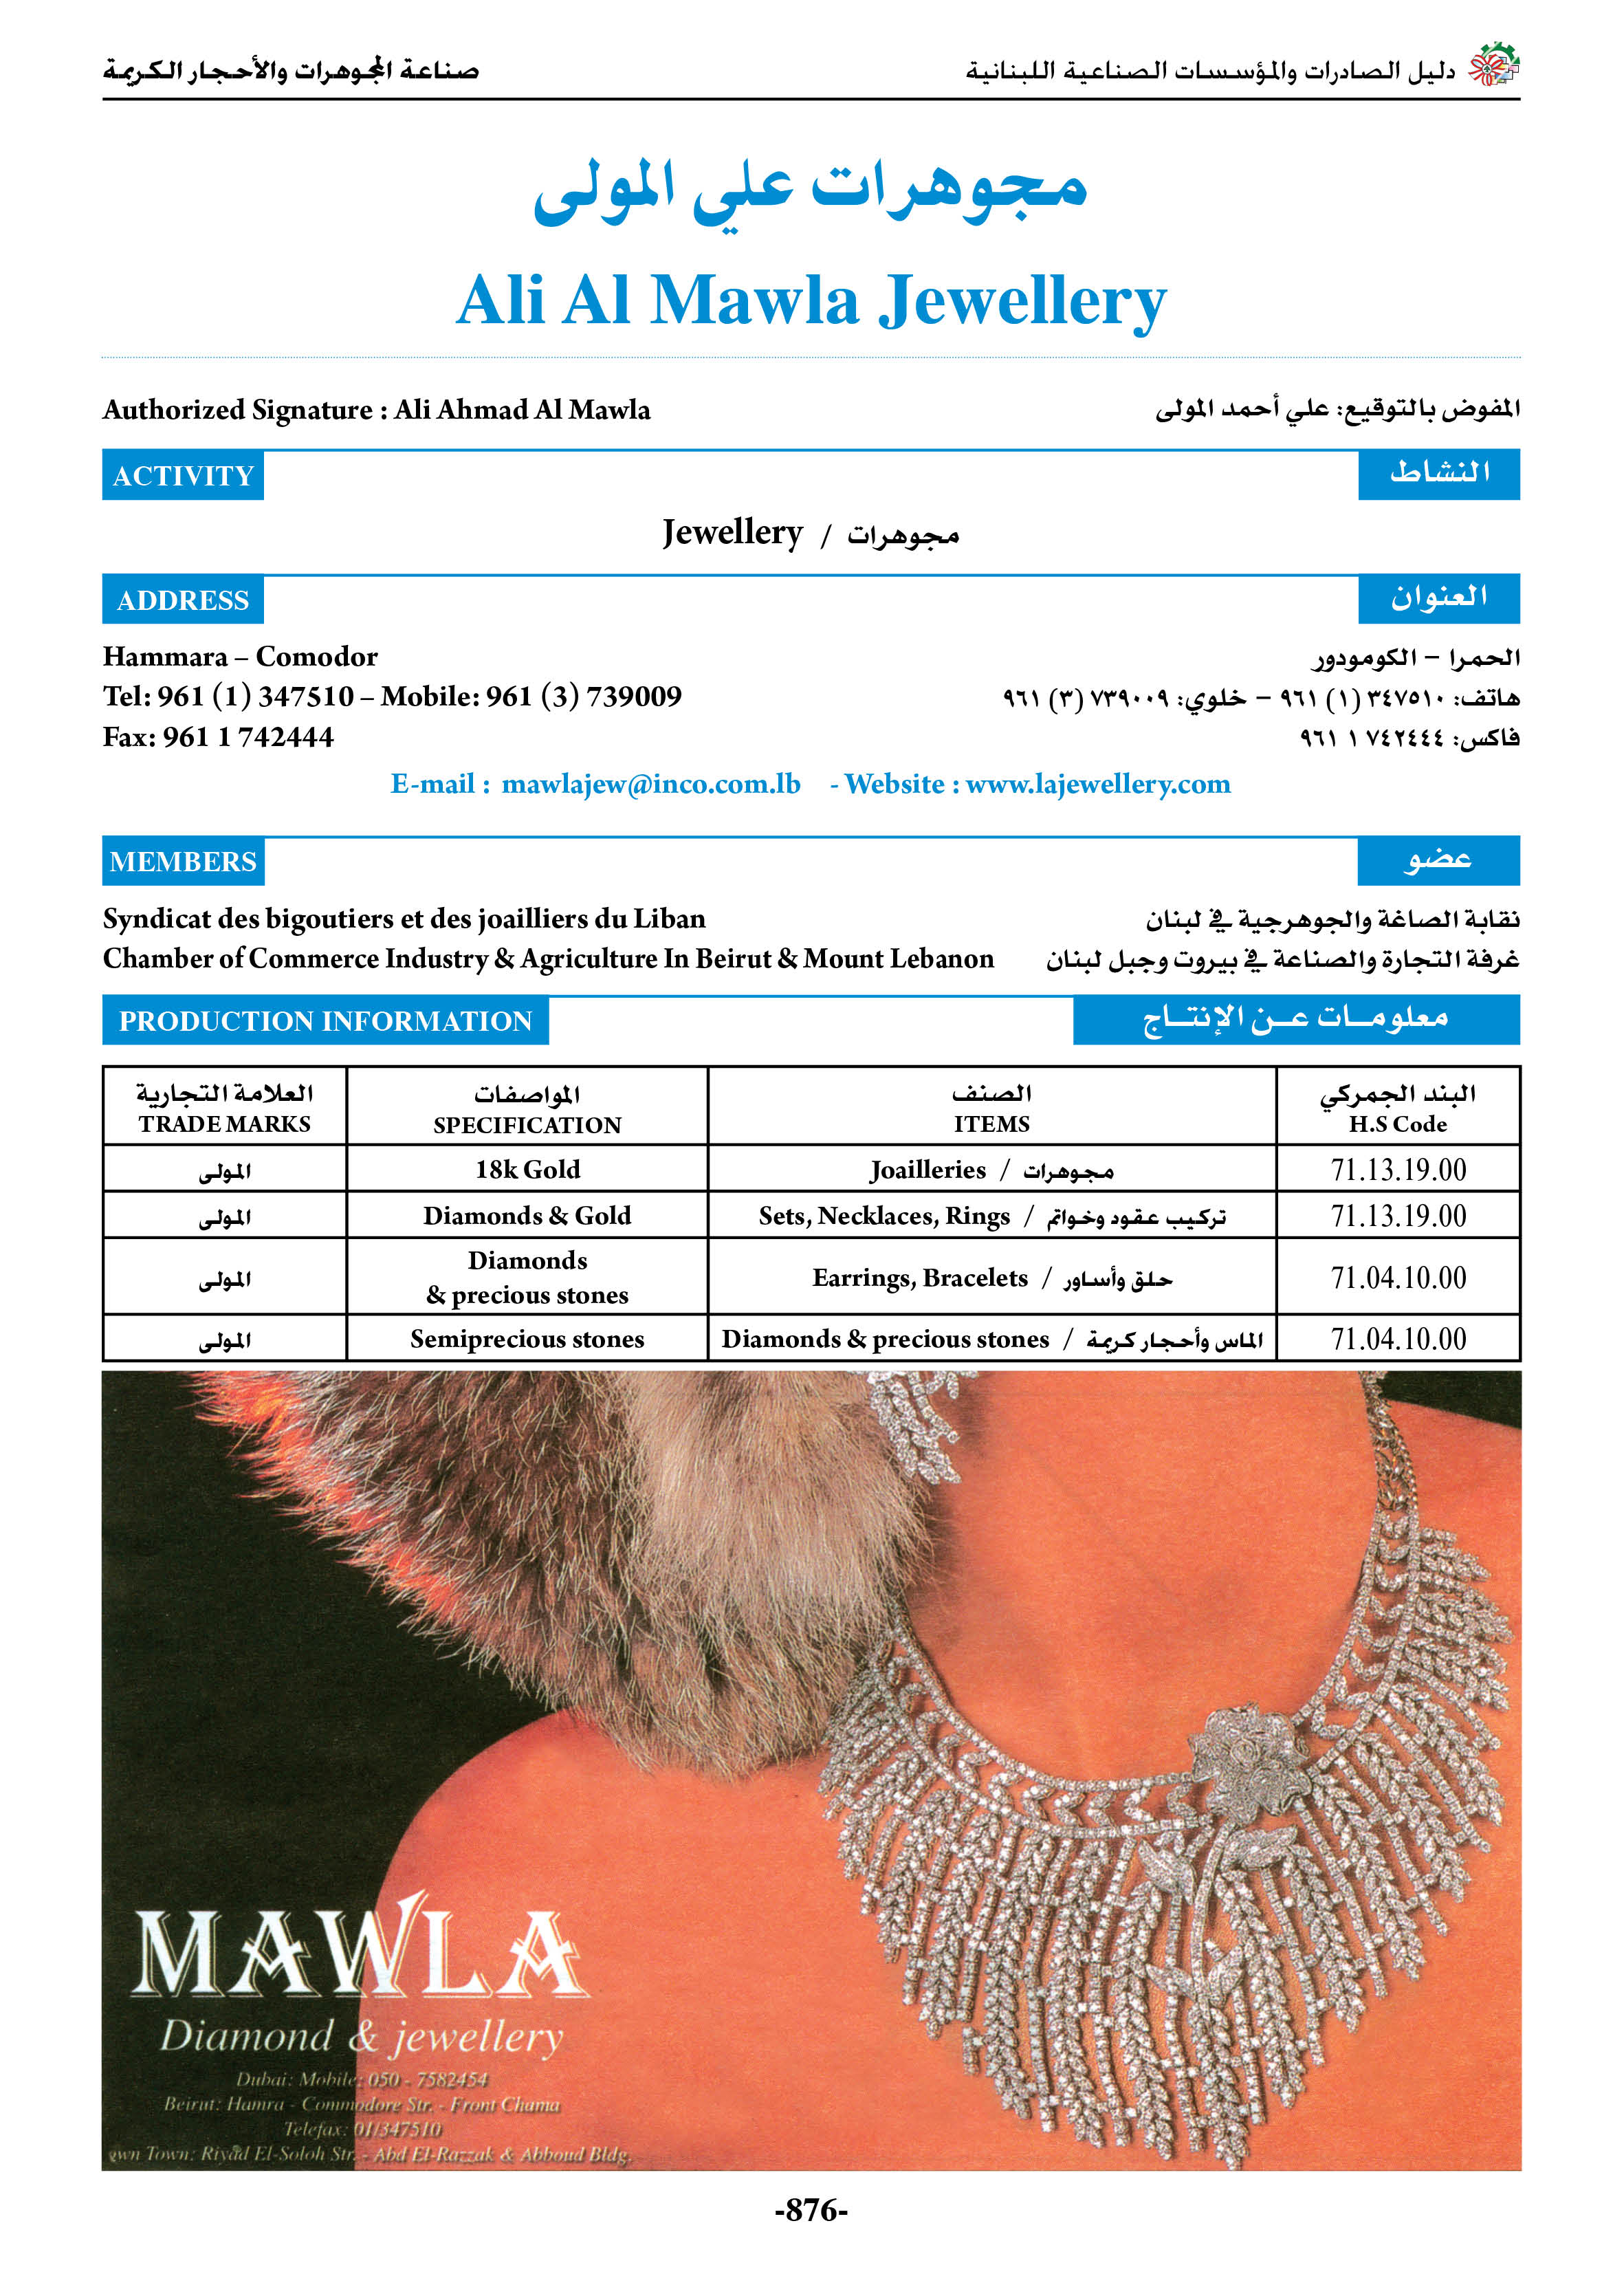 دليل الصادرات والمؤسسات الصناعية اللبنانية
صناعة المجوهرات والأحجار الكريمة
مجوهرات علي المولى
Ali Al Mawla Jewellery
Authorized Signature : Ali Ahmad Al Mawla
المفوض بالتوقيع: علي أحمد المولى
ACTIVITY
النشاط
Jewellery / مجوهرات
ADDRESS
العنوان
Hammara – Comodor
الحمرا – الكومودور
Tel: 961 (1) 347510 – Mobile: 961 (3) 739009
هاتف: ٣٤٧٥١٠ (١) ٩٦١ – خلوي: ٧٣٩٠٠٩ (٣) ٩٦١
Fax: 961 1 742444
فاكس: ٧٤٢٤٤٤ ١ ٩٦١
E-mail : mawlajew@inco.com.lb - Website : www.lajewellery.com
MEMBERS
عضو
Syndicat des bigoutiers et des joailliers du Liban
نقابة الصاغة والجوهرجية في لبنان
Chamber of Commerce Industry & Agriculture In Beirut & Mount Lebanon
غرفة التجارة والصناعة في بيروت وجبل لبنان
PRODUCTION INFORMATION
معلومــات عــن الإنتــاج
العلامة التجارية المواصفات الصنف البند الجمركي
TRADE MARKS SPECIFICATION ITEMS H.S Code
المولى 18k Gold Joailleries / مجوهرات 71.13.19.00
المولى Diamonds & Gold Sets, Necklaces, Rings / تركيب عقود وخواتم 71.13.19.00
المولى Diamonds & precious stones Earrings, Bracelets / حلق وأساور 71.04.10.00
المولى Semiprecious stones Diamonds & precious stones / الماس وأحجار كريمة 71.04.10.00
MAWLA
Diamond & jewellery
Dubai: Mobile: 050 - 7582454
Beirut: Hamra - Commodore Str. - Front Chama
Telefax: 01/347510
own Town: Riyad El-Soloh Str. - Abd El-Razzak & Abboud Bldg.
-876-